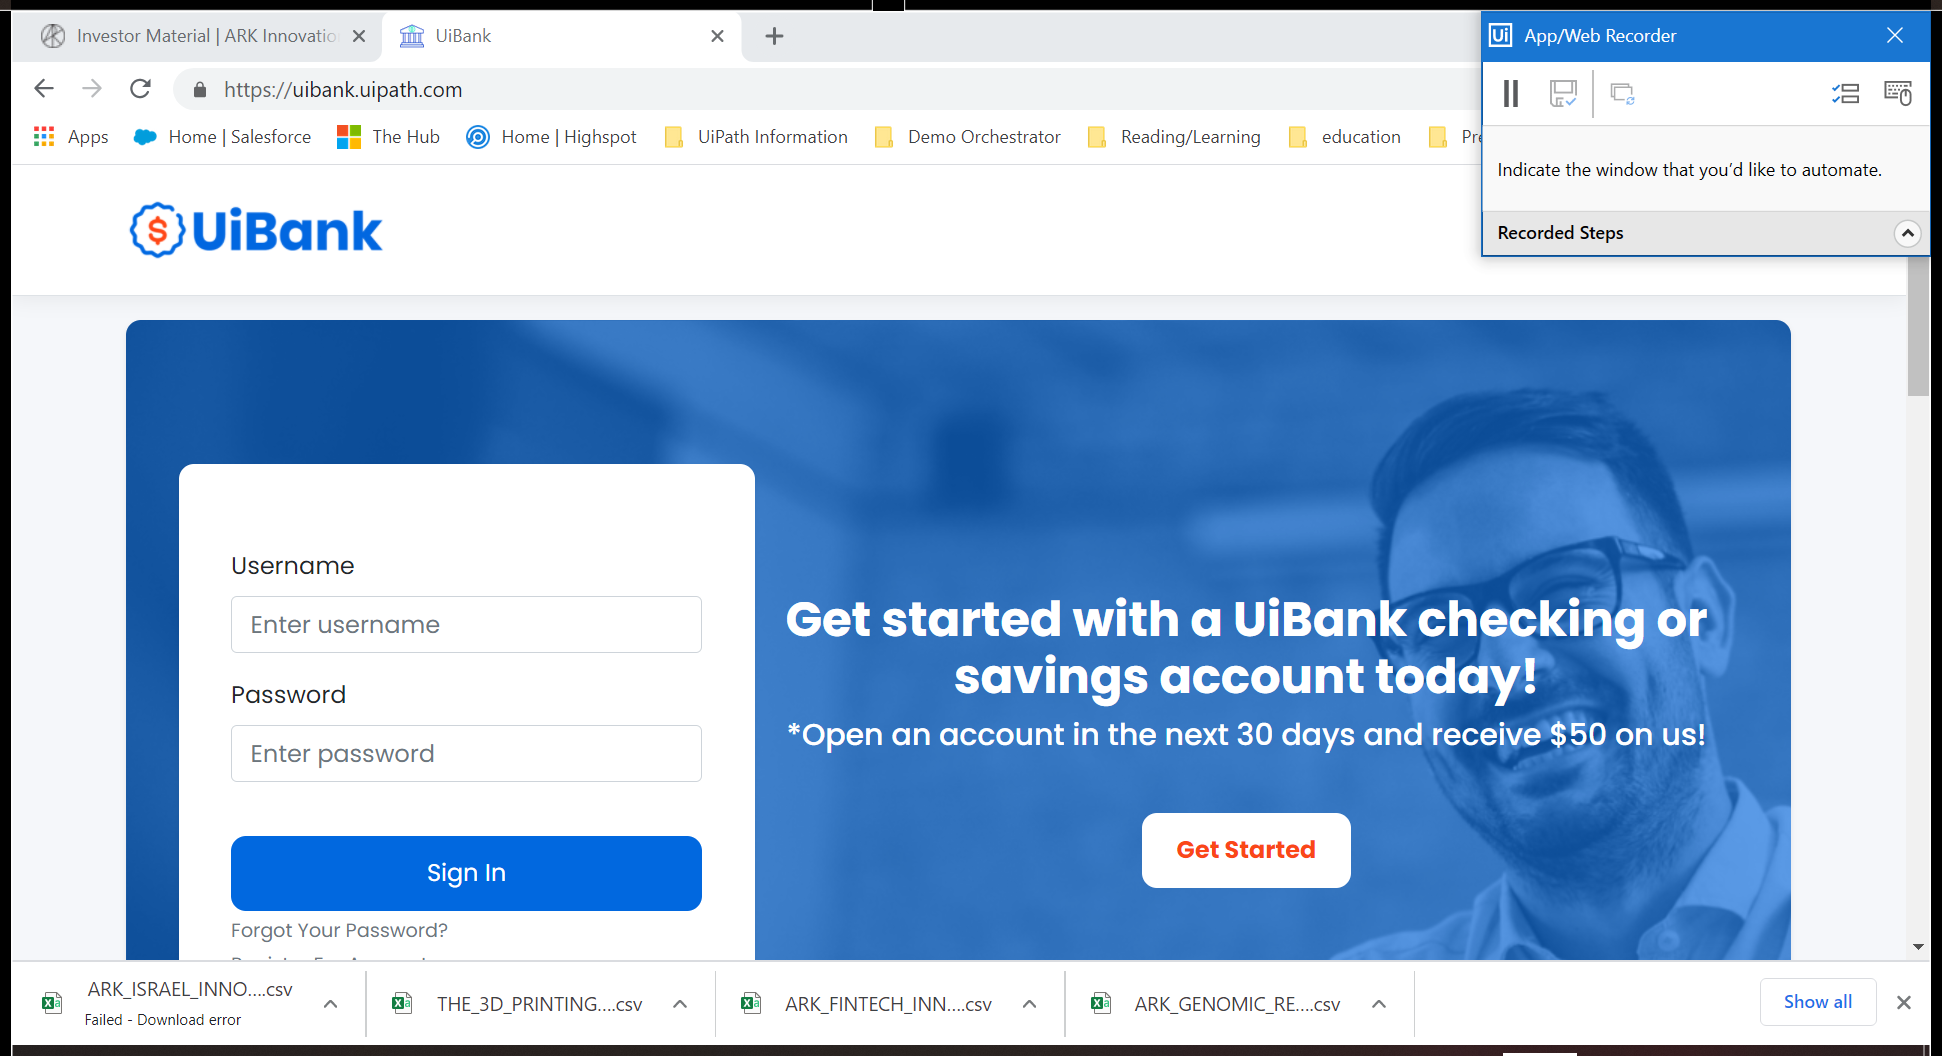 Investor Material | ARK Innovatio
UiBank
Ui App/Web Recorder
https://uibank.uipath.com
Apps
Home | Salesforce
The Hub
Home | Highspot
UiPath Information
Demo Orchestrator
Reading/Learning
education
Pre
Indicate the window that you'd like to automate.
Recorded Steps
$ UiBank
Username
Enter username
Password
Enter password
Sign In
Forgot Your Password?
Get started with a UiBank checking or
savings account today!
*Open an account in the next 30 days and receive $50 on us!
Get Started
ARK_ISRAEL_INNO....csv
Failed - Download error
THE_3D_PRINTING....csv
ARK_FINTECH_INN....csv
ARK_GENOMIC_RE....csv
Show all